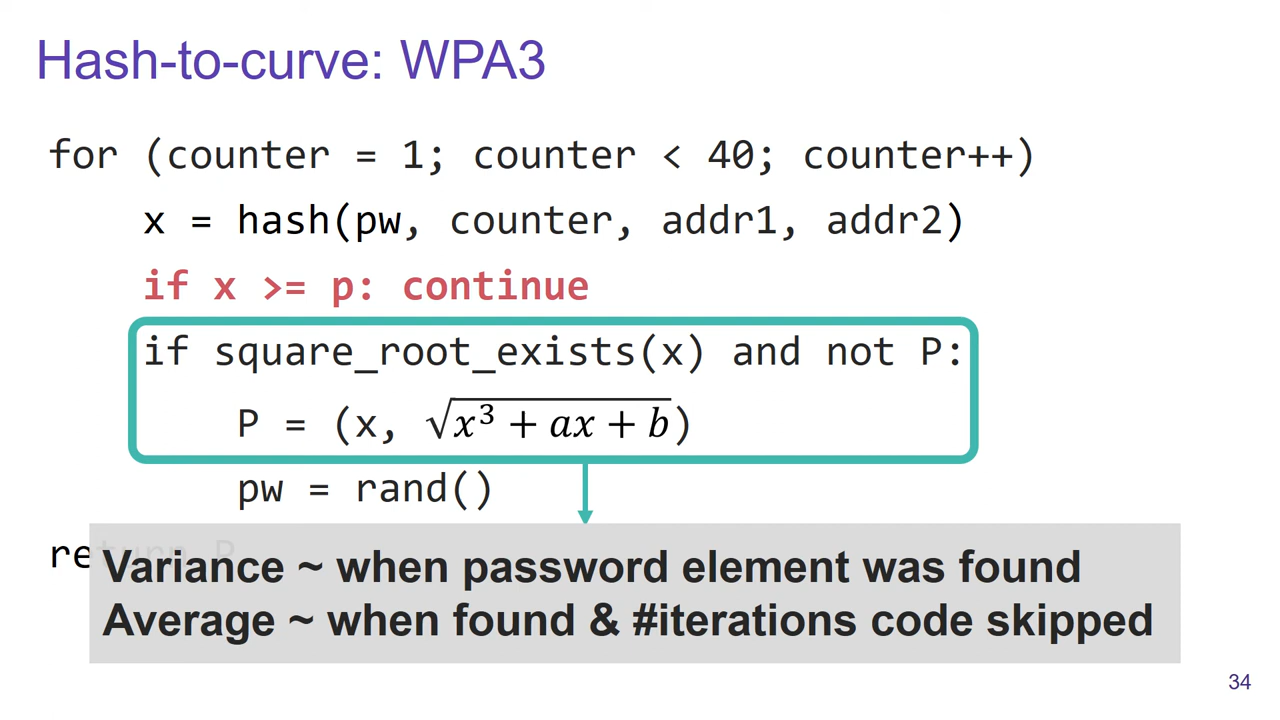 Hash-to-curve: WPA3
for (counter = 1; counter < 40; counter++)
x = hash(pw, counter, addr1, addr2)
if x >= p: continue
if square_root_exists(x) and not P:
P = (x, √x³ + ax + b)
pw = rand()
return P
Variance ~ when password element was found
Average ~ when found & #iterations code skipped
34